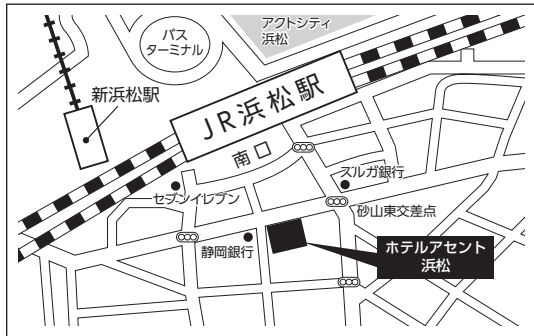 アクトシティ
浜松
バス
ターミナル
新浜松駅
JR浜松駅
南口
スルガ銀行
セブンイレブン
砂山東交差点
静岡銀行
ホテルアセント
浜松